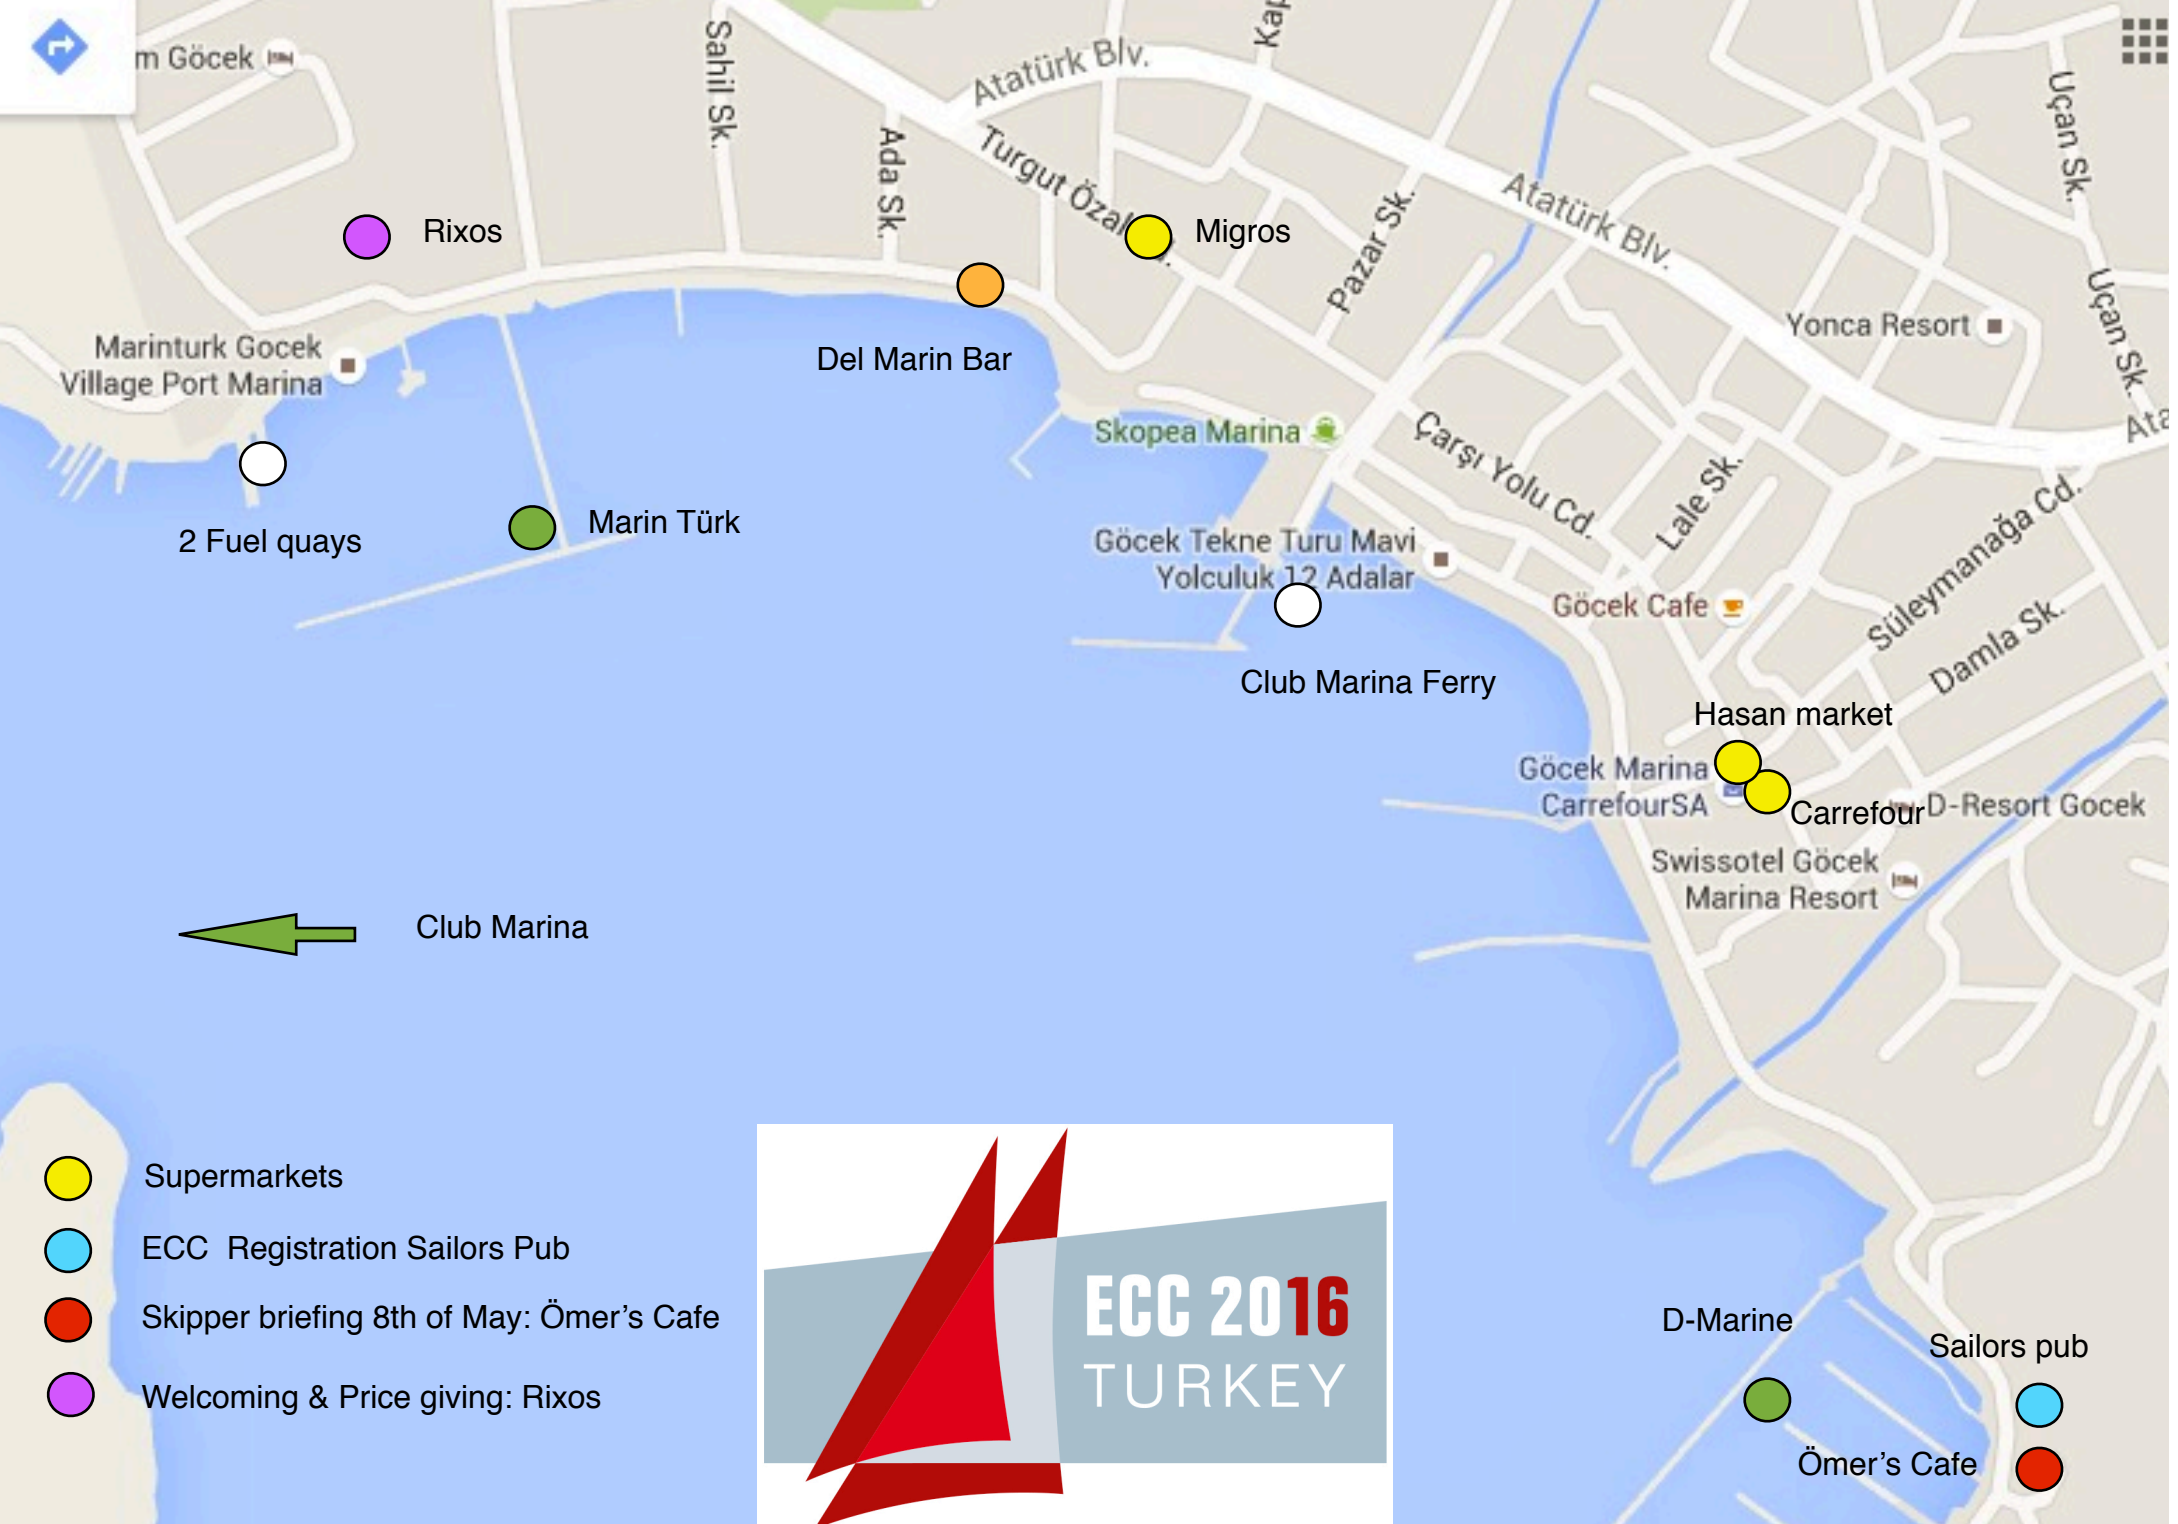 m Göcek
Sahil Sk.
Ada Sk.
Atatürk Blv.
Turgut Özal
Pazar Sk.
Atatürk Blv.
Uçan Sk.
Uçan Sk.
Rixos
Migros
Marinturk Gocek
Village Port Marina
Del Marin Bar
Yonca Resort
Skopea Marina
Çarşı Yolu Cd.
Lale Sk.
Süleymanağa Cd.
Damla Sk.
2 Fuel quays
Marin Türk
Göcek Tekne Turu Mavi
Yolculuk 12 Adalar
Göcek Cafe
Club Marina Ferry
Hasan market
Göcek Marina
CarrefourSA
Carrefour
D-Resort Gocek
Swissotel Göcek
Marina Resort
Club Marina
Supermarkets
ECC Registration Sailors Pub
Skipper briefing 8th of May: Ömer’s Cafe
Welcoming & Price giving: Rixos
ECC 2016
TURKEY
D-Marine
Sailors pub
Ömer’s Cafe